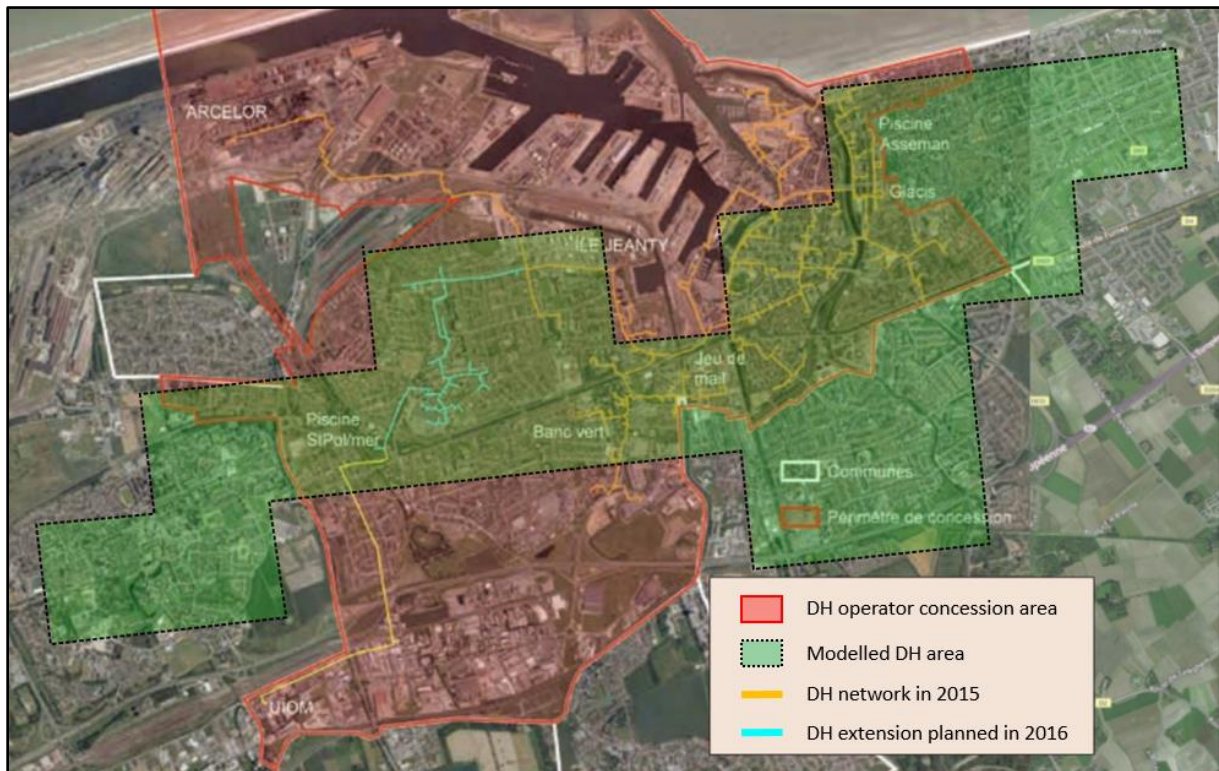 ARCELOR
Piscine
Asseman
Glacis
ILE JEANTY
Jeu de
mail
Piscine
StPol/mer
Banc vert
Communes
Périmètre de concession
UIOM
DH operator concession area
Modelled DH area
DH network in 2015
DH extension planned in 2016